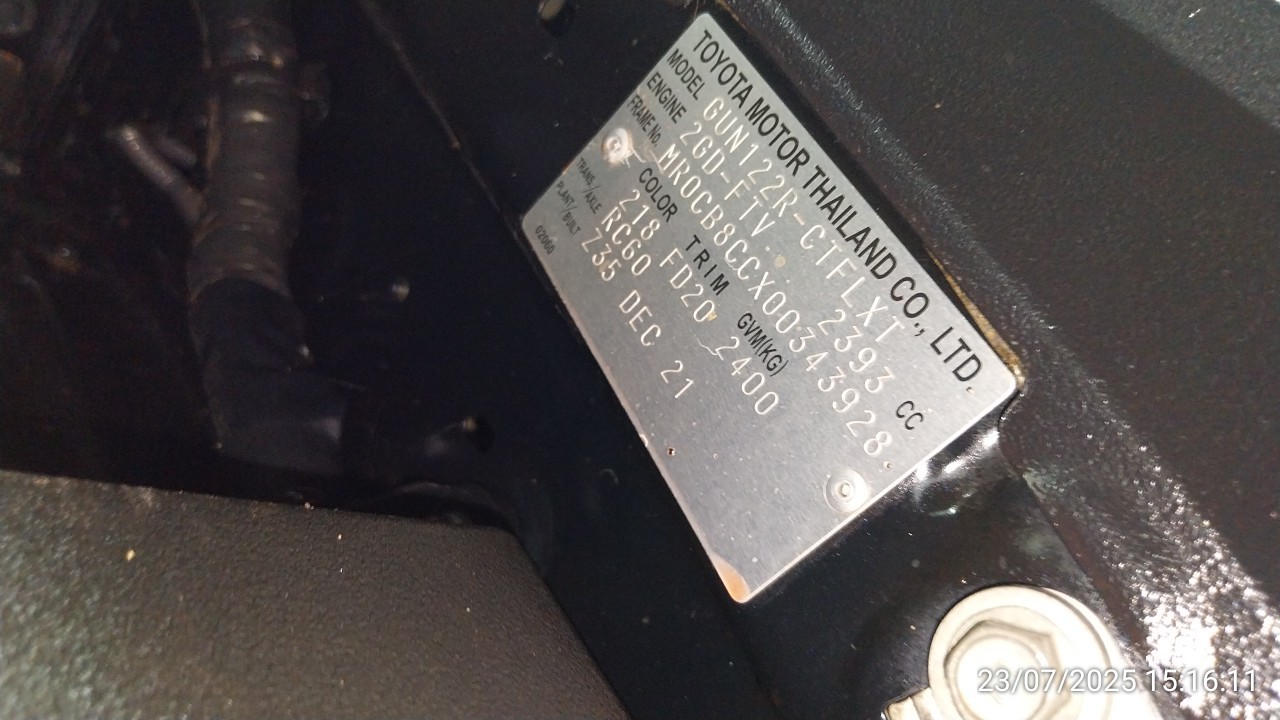 TOYOTA MOTOR THAILAND CO., LTD.
MODEL GUN122R-CTFLXT
ENGINE 2GD-FTV 2393 CC
FRAME No. MR0CB8CCX00343928
COLOR TRIM GVM(KG)
218 FD20 2400
TRANS/AXLE RC60
PLANT/BUILT Z35 DEC 21
02060
23/07/2025 15:16:11